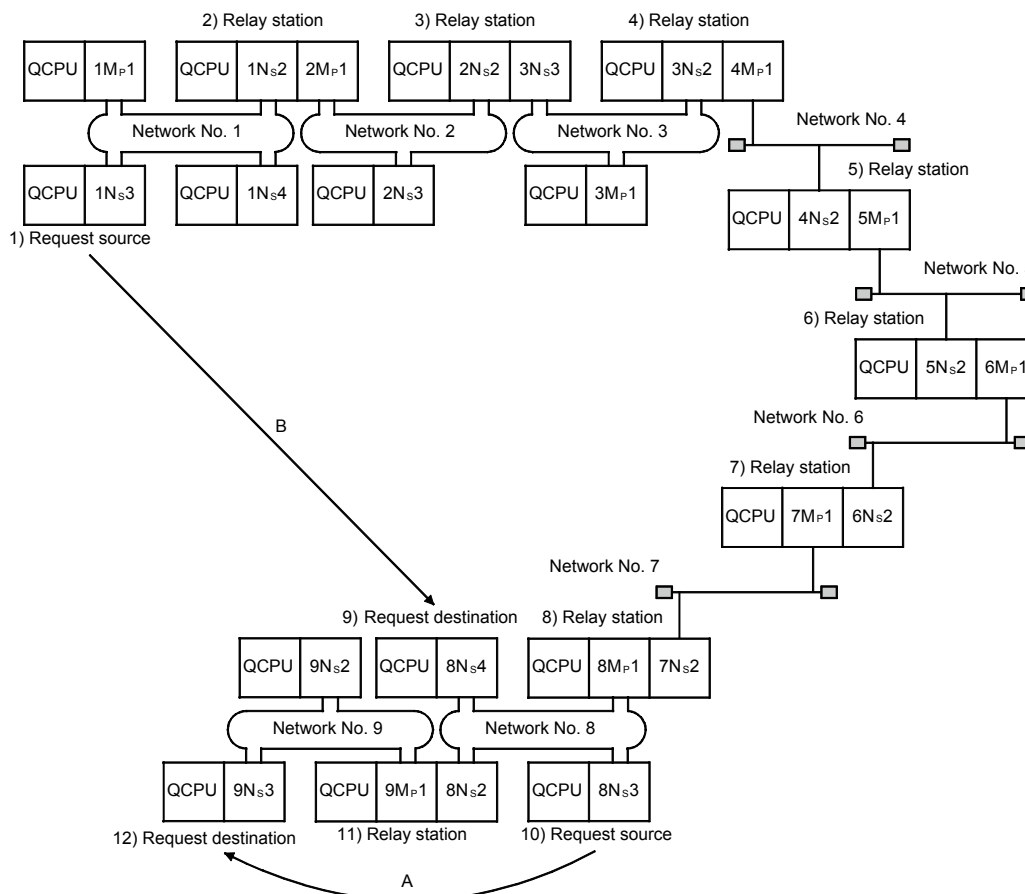 2) Relay station
3) Relay station
4) Relay station
QCPU 1MP1
QCPU 1NS2 2MP1
QCPU 2NS2 3NS3
QCPU 3NS2 4MP1
Network No. 1
Network No. 2
Network No. 3
Network No. 4
QCPU 1NS3
QCPU 1NS4
QCPU 2NS3
QCPU 3MP1
5) Relay station
QCPU 4NS2 5MP1
1) Request source
Network No.
6) Relay station
QCPU 5NS2 6MP1
B
Network No. 6
7) Relay station
QCPU 7MP1 6NS2
Network No. 7
9) Request destination
8) Relay station
QCPU 9NS2
QCPU 8NS4
QCPU 8MP1 7NS2
Network No. 9
Network No. 8
QCPU 9NS3
QCPU 9MP1 8NS2
QCPU 8NS3
12) Request destination
11) Relay station
10) Request source
A